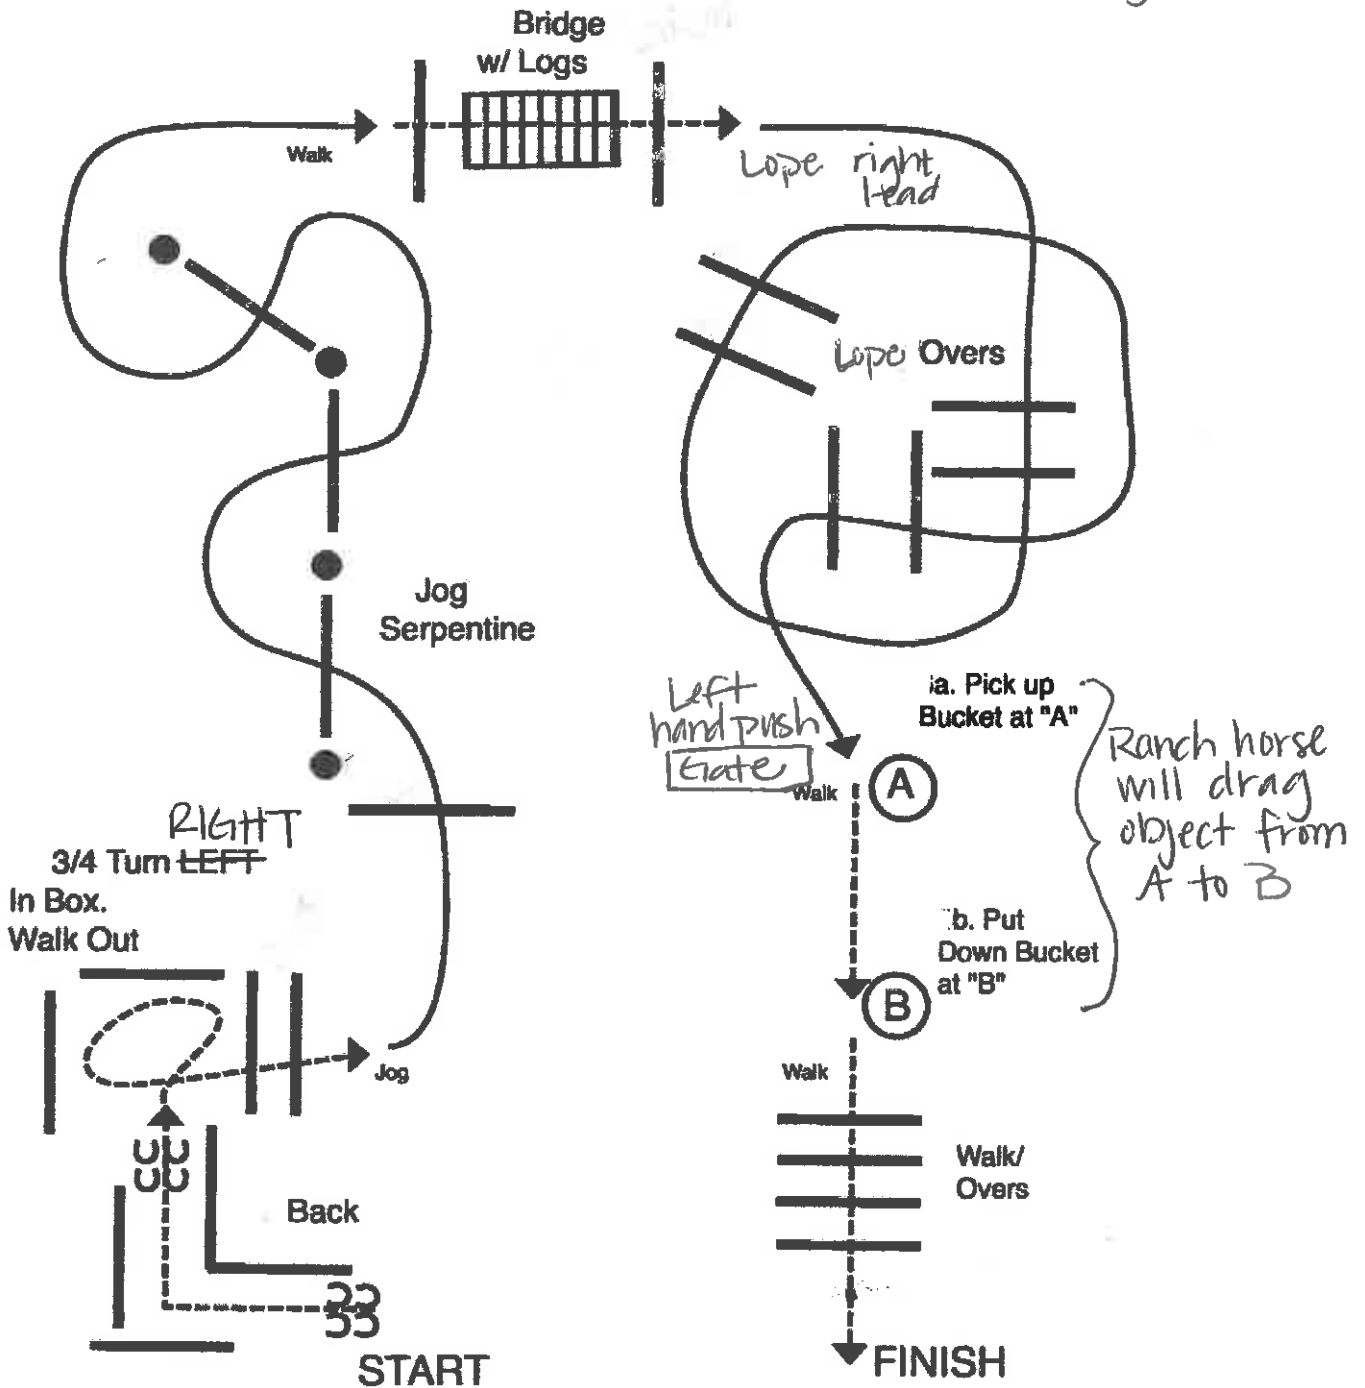 Bridge
w/ Logs
Walk
Lope right
lead
Lope Overs
Jog
Serpentine
Left
hand push
Gate
Walk
a. Pick up
Bucket at "A"
A
Ranch horse
will drag
object from
A to B
RIGHT
3/4 Turn LEFT
In Box.
Walk Out
b. Put
Down Bucket
at "B"
B
Jog
Walk
Walk/
Overs
Back
START
FINISH